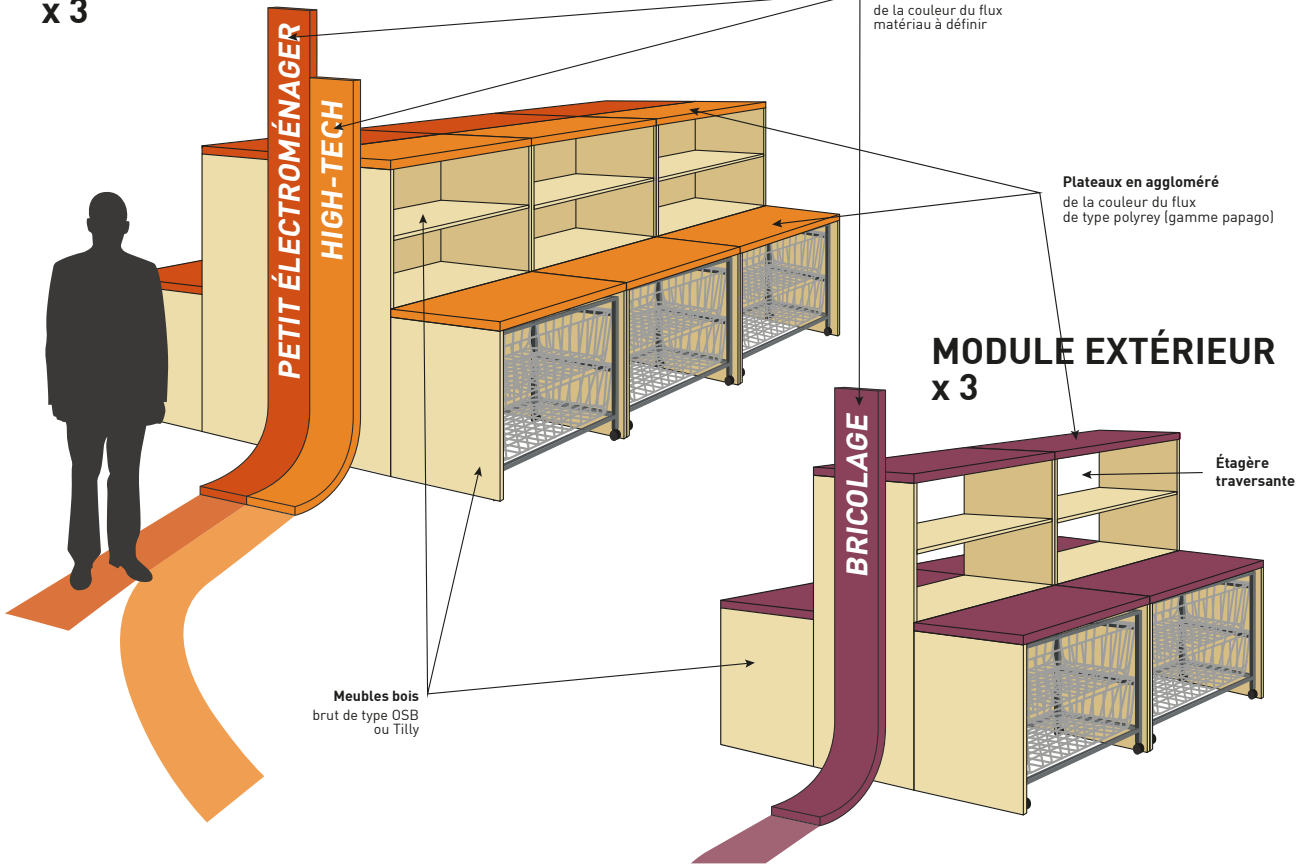 x 3
de la couleur du flux
matériau à définir
PETIT ÉLECTROMÉNAGER
HIGH-TECH
Plateaux en aggloméré
de la couleur du flux
de type polyrey (gamme papago)
MODULE EXTÉRIEUR
x 3
BRICOLAGE
Étagère
traversante
Meubles bois
brut de type OSB
ou Tilly